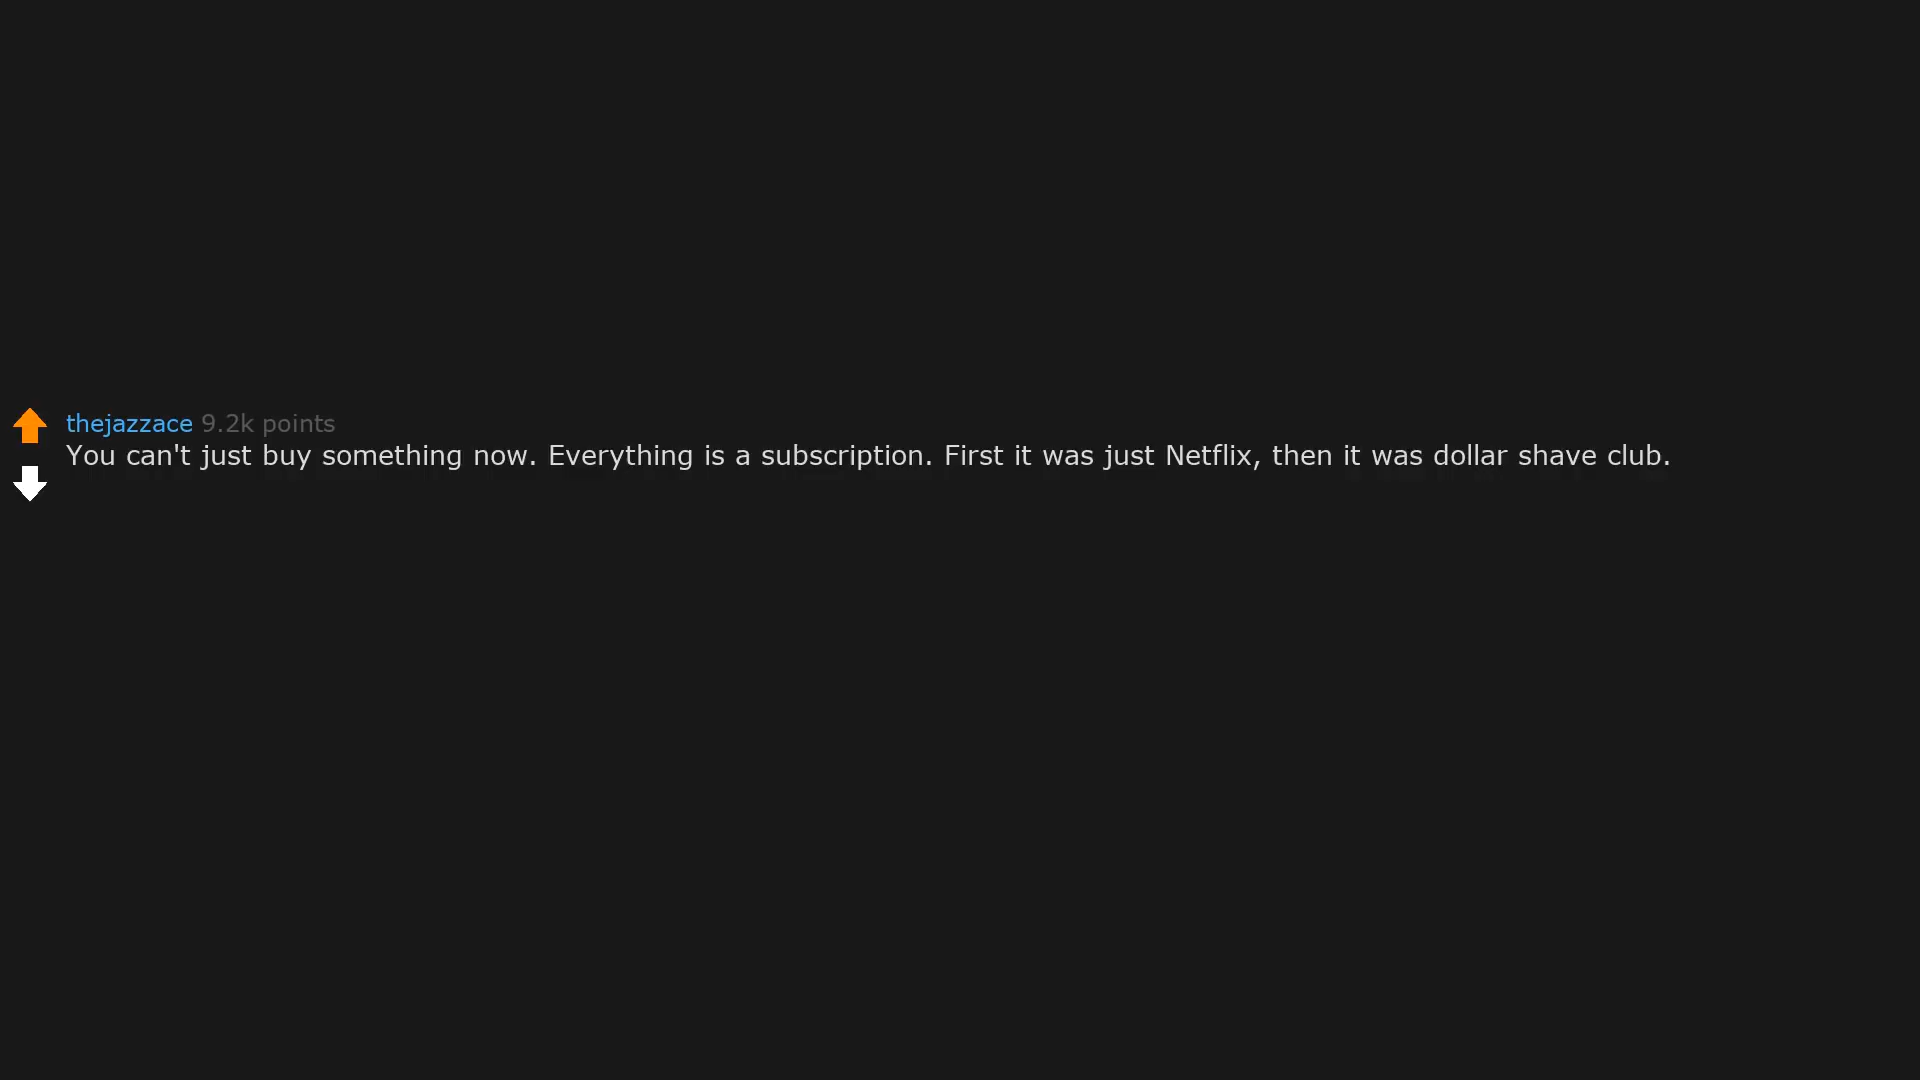 thejazzace 9.2k points
You can't just buy something now. Everything is a subscription. First it was just Netflix, then it was dollar shave club.